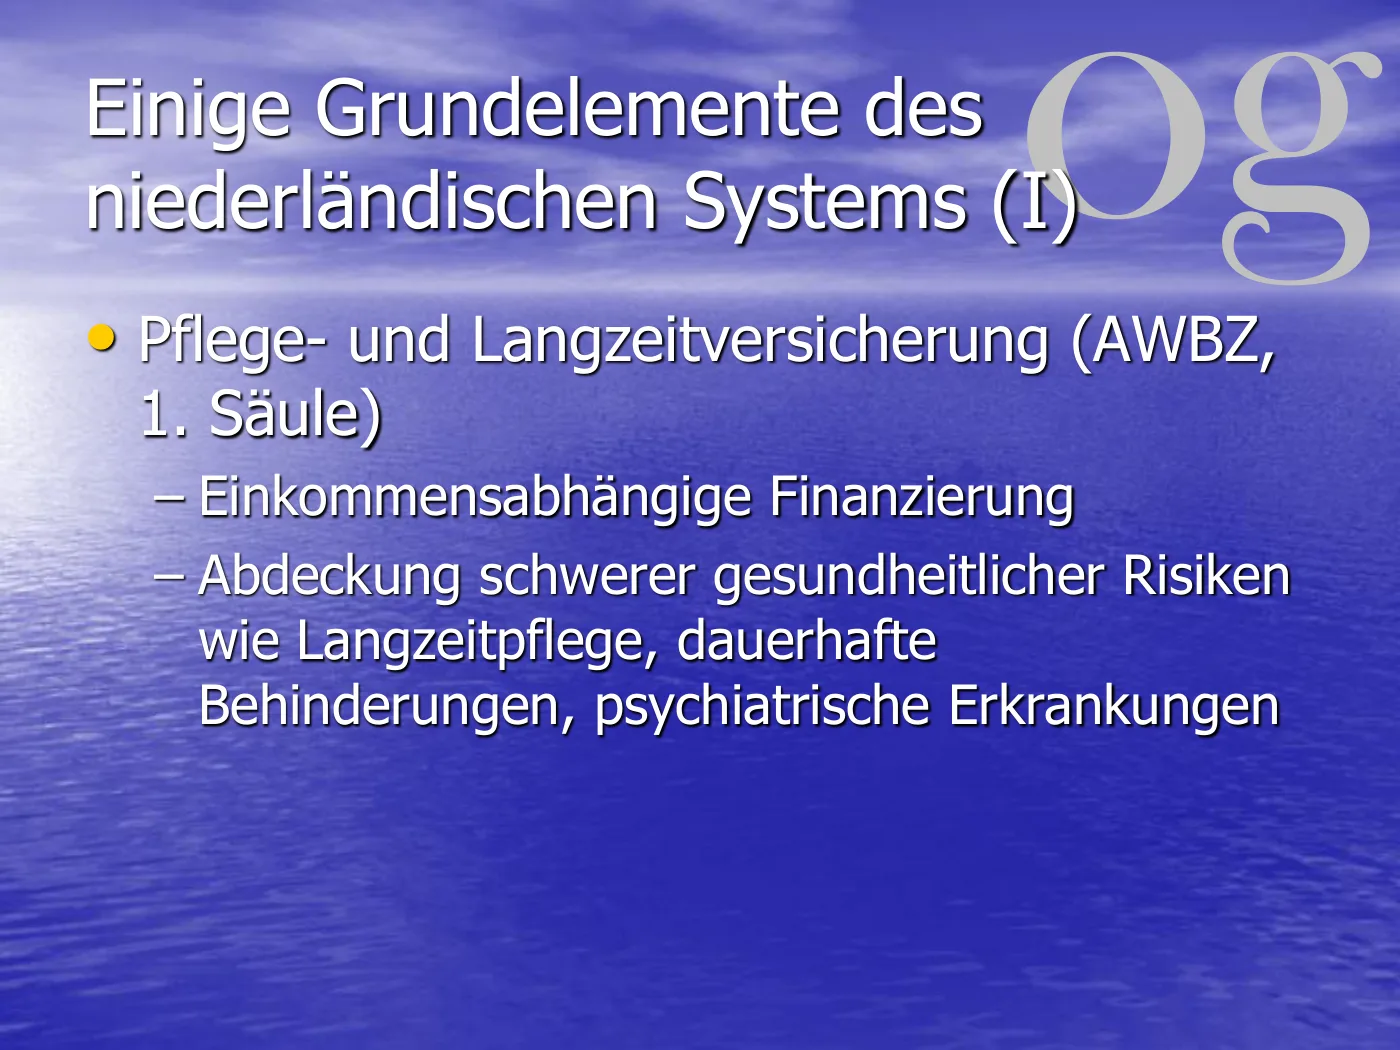 og
Einige Grundelemente des
niederländischen Systems (I)
• Pflege- und Langzeitversicherung (AWBZ,
1. Säule)
– Einkommensabhängige Finanzierung
– Abdeckung schwerer gesundheitlicher Risiken
wie Langzeitpflege, dauerhafte
Behinderungen, psychiatrische Erkrankungen